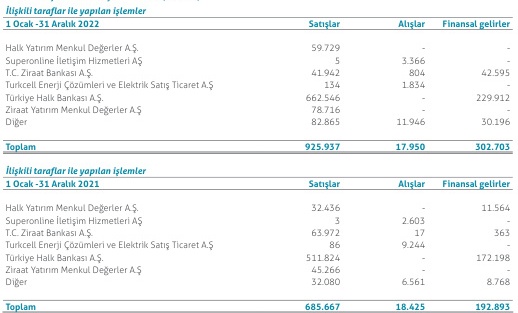 İlişkili taraflar ile yapılan işlemler
1 Ocak -31 Aralık 2022 Satışlar Alışlar Finansal gelirler
Halk Yatırım Menkul Değerler A.Ş. 59.729 - -
Superonline İletişim Hizmetleri AŞ 5 3.366 -
T.C. Ziraat Bankası A.Ş. 41.942 804 42.595
Turkcell Enerji Çözümleri ve Elektrik Satış Ticaret A.Ş 134 1.834 -
Türkiye Halk Bankası A.Ş. 662.546 - 229.912
Ziraat Yatırım Menkul Değerler A.Ş 78.716 - -
Diğer 82.865 11.946 30.196
Toplam 925.937 17.950 302.703
İlişkili taraflar ile yapılan işlemler
1 Ocak -31 Aralık 2021 Satışlar Alışlar Finansal gelirler
Halk Yatırım Menkul Değerler A.Ş. 32.436 - 11.564
Superonline İletişim Hizmetleri AŞ 3 2.603 -
T.C. Ziraat Bankası A.Ş. 63.972 17 363
Turkcell Enerji Çözümleri ve Elektrik Satış Ticaret A.Ş 86 9.244 -
Türkiye Halk Bankası A.Ş. 511.824 - 172.198
Ziraat Yatırım Menkul Değerler A.Ş 45.266 - -
Diğer 32.080 6.561 8.768
Toplam 685.667 18.425 192.893